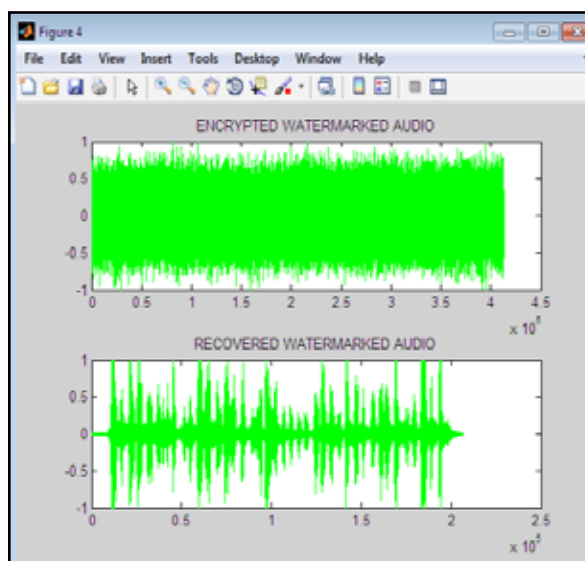 Figure 4
File Edit View Insert Tools Desktop Window Help
ENCRYPTED WATERMARKED AUDIO
1
0.5
0
-0.5
-1
0 0.5 1 1.5 2 2.5 3 3.5 4 4.5
x 10^5
RECOVERED WATERMARKED AUDIO
1
0.5
0
-0.5
-1
0 0.5 1 1.5 2 2.5
x 10^5